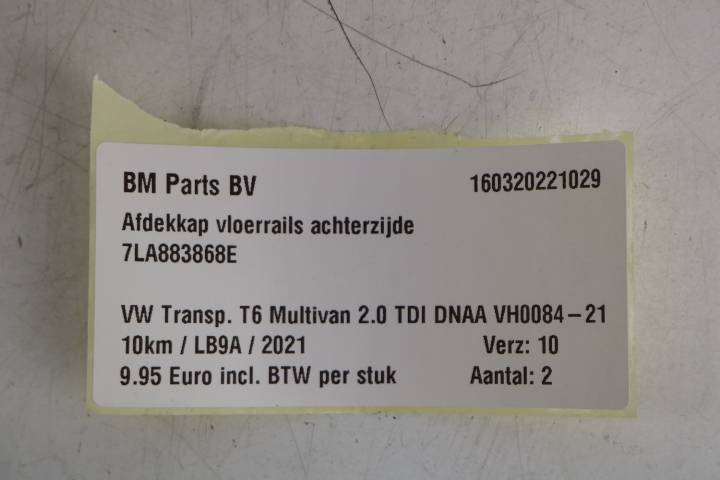 BM Parts BV 160320221029
Afdekkap vloerrails achterzijde
7LA883868E
VW Transp. T6 Multivan 2.0 TDI DNAA VH0084-21
10km / LB9A / 2021 Verz: 10
9.95 Euro incl. BTW per stuk Aantal: 2